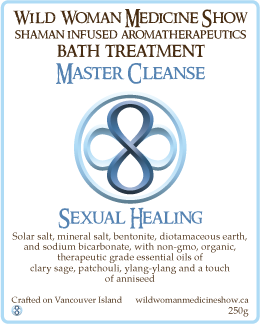 Wild Woman Medicine Show
shaman infused aromatherapeutics
bath treatment
Master Cleanse
Sexual Healing
Solar salt, mineral salt, bentonite, diotamaceous earth,
and sodium bicarbonate, with non-gmo, organic,
therapeutic grade essential oils of
clary sage, patchouli, ylang-ylang and a touch
of anniseed
Crafted on Vancouver Island wildwomanmedicineshow.ca
250g